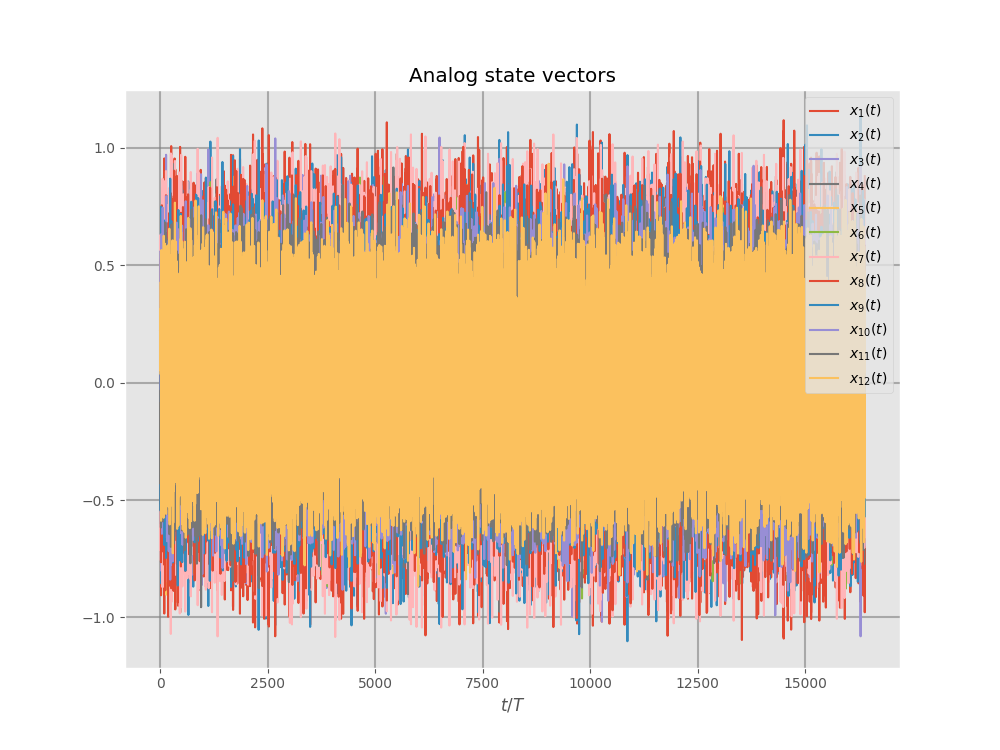 Analog state vectors
1.0
0.5
0.0
−0.5
−1.0
0 2500 5000 7500 10000 12500 15000
t/T
x₁(t)
x₂(t)
x₃(t)
x₄(t)
x₅(t)
x₆(t)
x₇(t)
x₈(t)
x₉(t)
x₁₀(t)
x₁₁(t)
x₁₂(t)